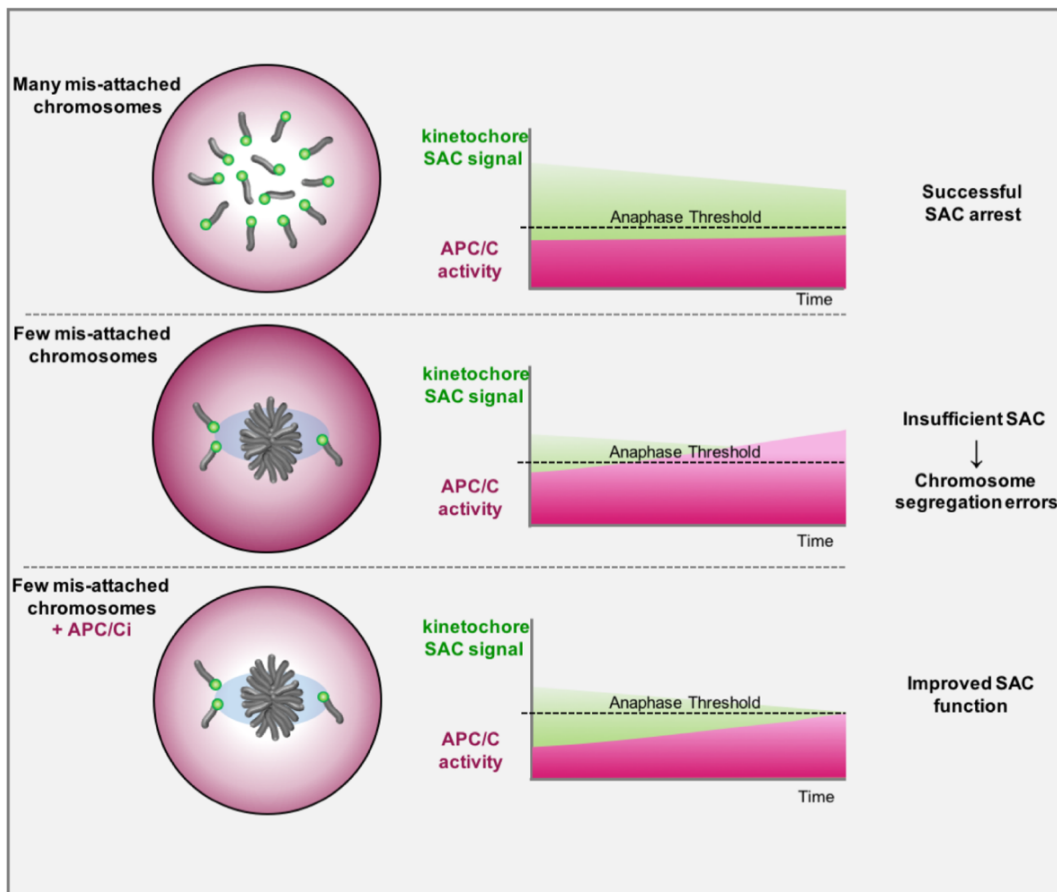 Many mis-attached
chromosomes
kinetochore
SAC signal
Anaphase Threshold
APC/C
activity
Time
Successful
SAC arrest
Few mis-attached
chromosomes
kinetochore
SAC signal
Anaphase Threshold
APC/C
activity
Time
Insufficient SAC
↓
Chromosome
segregation errors
Few mis-attached
chromosomes
+ APC/Ci
kinetochore
SAC signal
Anaphase Threshold
APC/C
activity
Time
Improved SAC
function